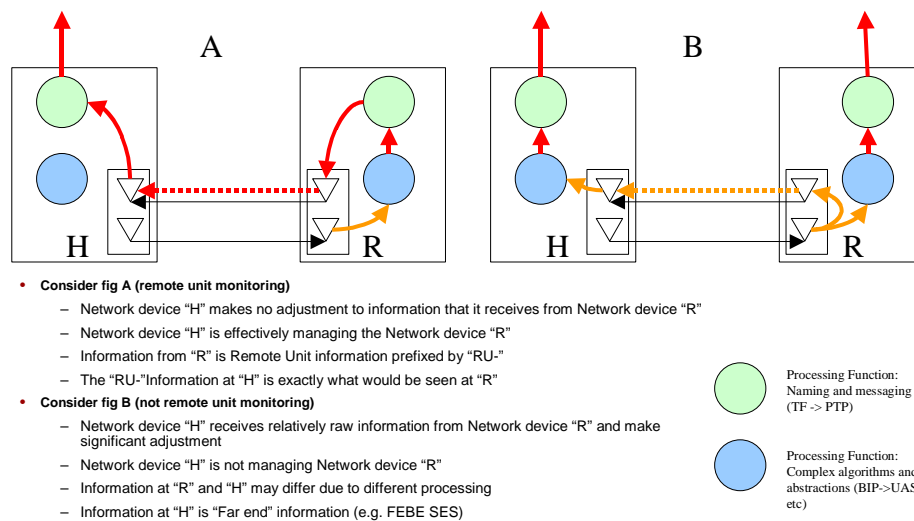 A
B
H
R
H
R
• Consider fig A (remote unit monitoring)
– Network device “H” makes no adjustment to information that it receives from Network device “R”
– Network device “H” is effectively managing the Network device “R”
– Information from “R” is Remote Unit information prefixed by “RU-”
– The “RU-”Information at “H” is exactly what would be seen at “R”
• Consider fig B (not remote unit monitoring)
– Network device “H” receives relatively raw information from Network device “R” and make
significant adjustment
– Network device “H” is not managing Network device “R”
– Information at “R” and “H” may differ due to different processing
– Information at “H” is “Far end” information (e.g. FEBE SES)
Processing Function:
Naming and messaging
(TF -> PTP)
Processing Function:
Complex algorithms and
abstractions (BIP->UAS
etc)